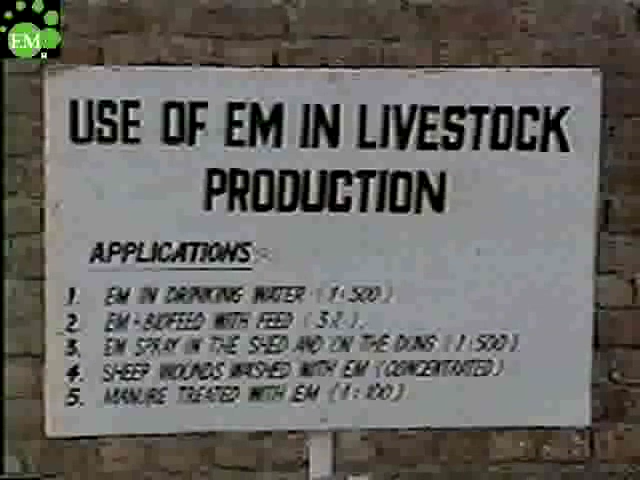 EM
USE OF EM IN LIVESTOCK
PRODUCTION
APPLICATIONS:
1. EM IN DRINKING WATER (1:500)
2. EM-BIOFEED WITH FEED (3%).
3. EM SPRAY IN THE SHED AND ON THE DUNG (1:500)
4. SHEEP WOUNDS WASHED WITH EM (CONCENTRATED)
5. MANURE TREATED WITH EM (1:100)